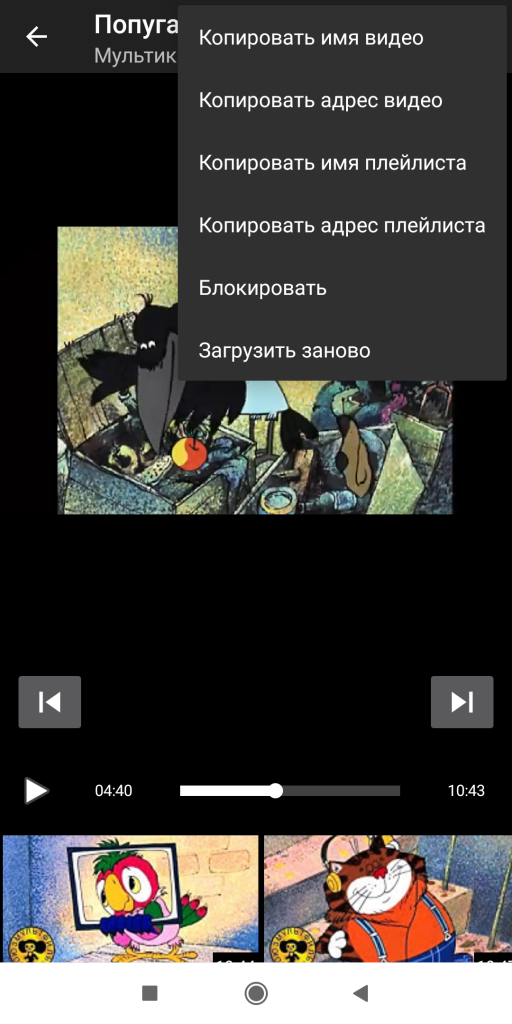 Попуга
Мультик
Копировать имя видео
Копировать адрес видео
Копировать имя плейлиста
Копировать адрес плейлиста
Блокировать
Загрузить заново
04:40
10:43